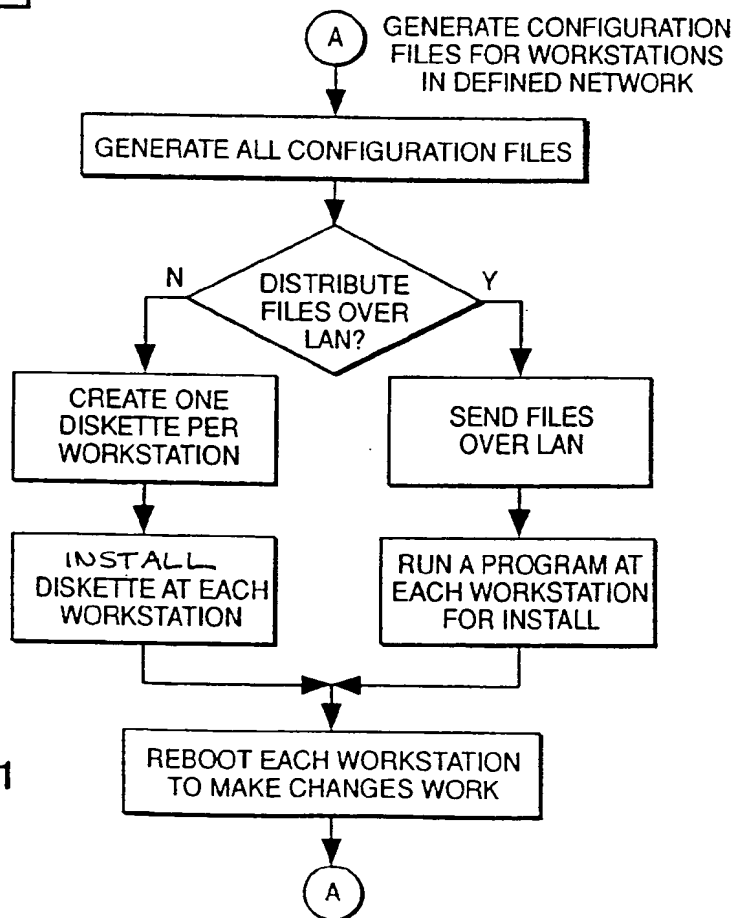 A
GENERATE CONFIGURATION
FILES FOR WORKSTATIONS
IN DEFINED NETWORK
GENERATE ALL CONFIGURATION FILES
DISTRIBUTE
FILES OVER
LAN?
N
Y
CREATE ONE
DISKETTE PER
WORKSTATION
SEND FILES
OVER LAN
INSTALL
DISKETTE AT EACH
WORKSTATION
RUN A PROGRAM AT
EACH WORKSTATION
FOR INSTALL
REBOOT EACH WORKSTATION
TO MAKE CHANGES WORK
1
A